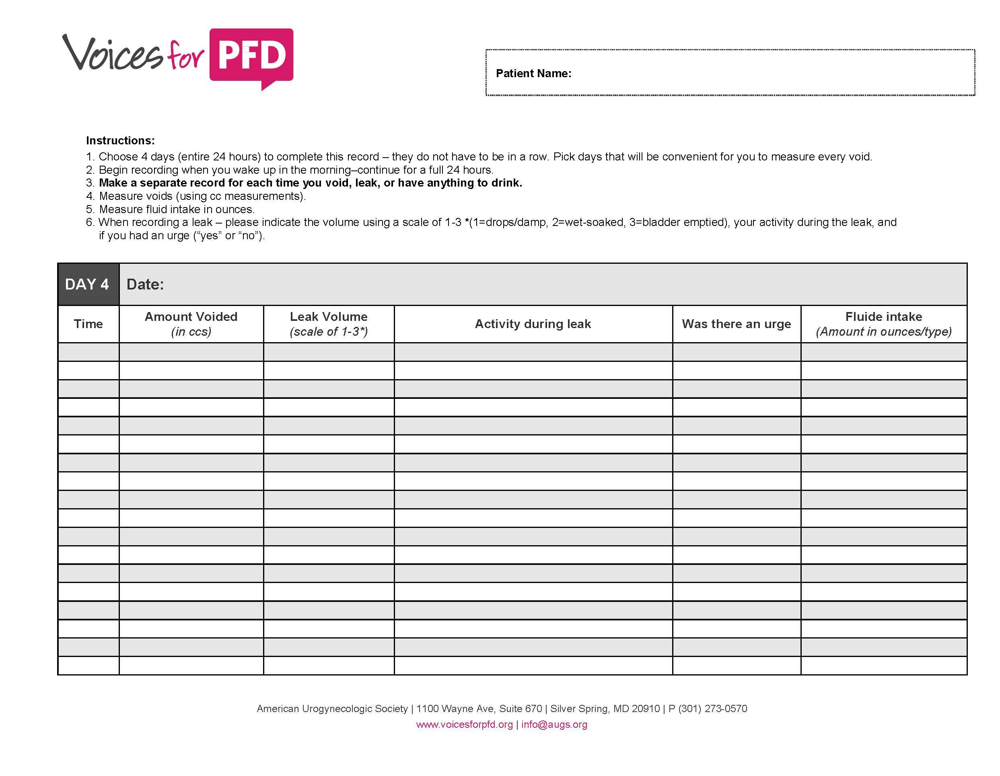 Voices for PFD
Patient Name:
Instructions:
1. Choose 4 days (entire 24 hours) to complete this record – they do not have to be in a row. Pick days that will be convenient for you to measure every void.
2. Begin recording when you wake up in the morning–continue for a full 24 hours.
3. Make a separate record for each time you void, leak, or have anything to drink.
4. Measure voids (using cc measurements).
5. Measure fluid intake in ounces.
6. When recording a leak – please indicate the volume using a scale of 1-3 *(1=drops/damp, 2=wet-soaked, 3=bladder emptied), your activity during the leak, and
if you had an urge (“yes” or “no”).
DAY 4 Date:
Time
Amount Voided
(in ccs)
Leak Volume
(scale of 1-3*)
Activity during leak
Was there an urge
Fluide intake
(Amount in ounces/type)
American Urogynecologic Society | 1100 Wayne Ave, Suite 670 | Silver Spring, MD 20910 | P (301) 273-0570
www.voicesforpfd.org | info@augs.org